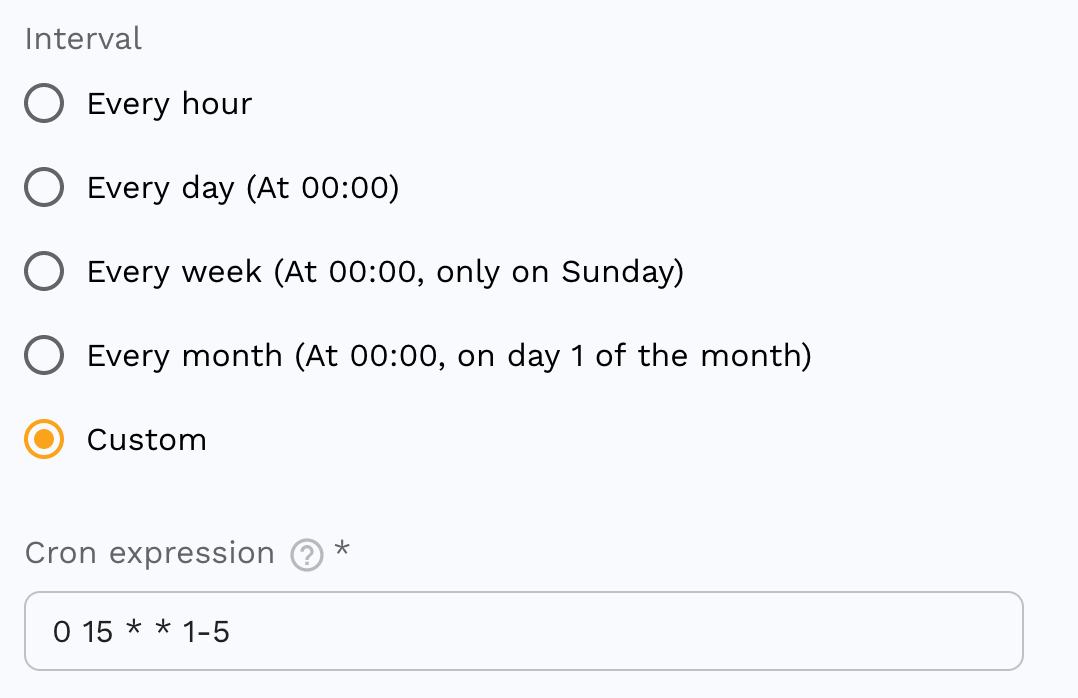 Interval
Every hour
Every day (At 00:00)
Every week (At 00:00, only on Sunday)
Every month (At 00:00, on day 1 of the month)
Custom
Cron expression ? *
0 15 * * 1-5